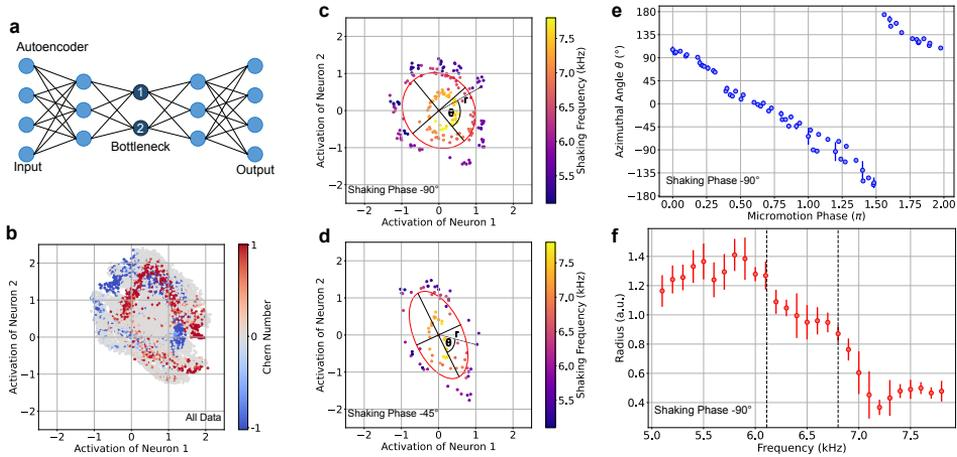 a
Autoencoder
1
2
Bottleneck
Input
Output
b
Activation of Neuron 2
2
1
0
−1
−2
−2 −1 0 1 2
Activation of Neuron 1
All Data
1
0
-1
Chern Number
c
Activation of Neuron 2
2
1
0
−1
−2
r
θ
Shaking Phase -90°
−2 −1 0 1 2
Activation of Neuron 1
7.5
7.0
6.5
6.0
5.5
Shaking Frequency (kHz)
d
Activation of Neuron 2
2
1
0
−1
−2
r
θ
Shaking Phase -45°
−2 −1 0 1 2
Activation of Neuron 1
7.5
7.0
6.5
6.0
5.5
Shaking Frequency (kHz)
e
Azimuthal Angle θ (°)
180
135
90
45
0
−45
−90
−135
−180
Shaking Phase -90°
0.00 0.25 0.50 0.75 1.00 1.25 1.50 1.75 2.00
Micromotion Phase (π)
f
Radius (a.u.)
1.4
1.2
1.0
0.8
0.6
0.4
Shaking Phase -90°
5.0 5.5 6.0 6.5 7.0 7.5
Frequency (kHz)